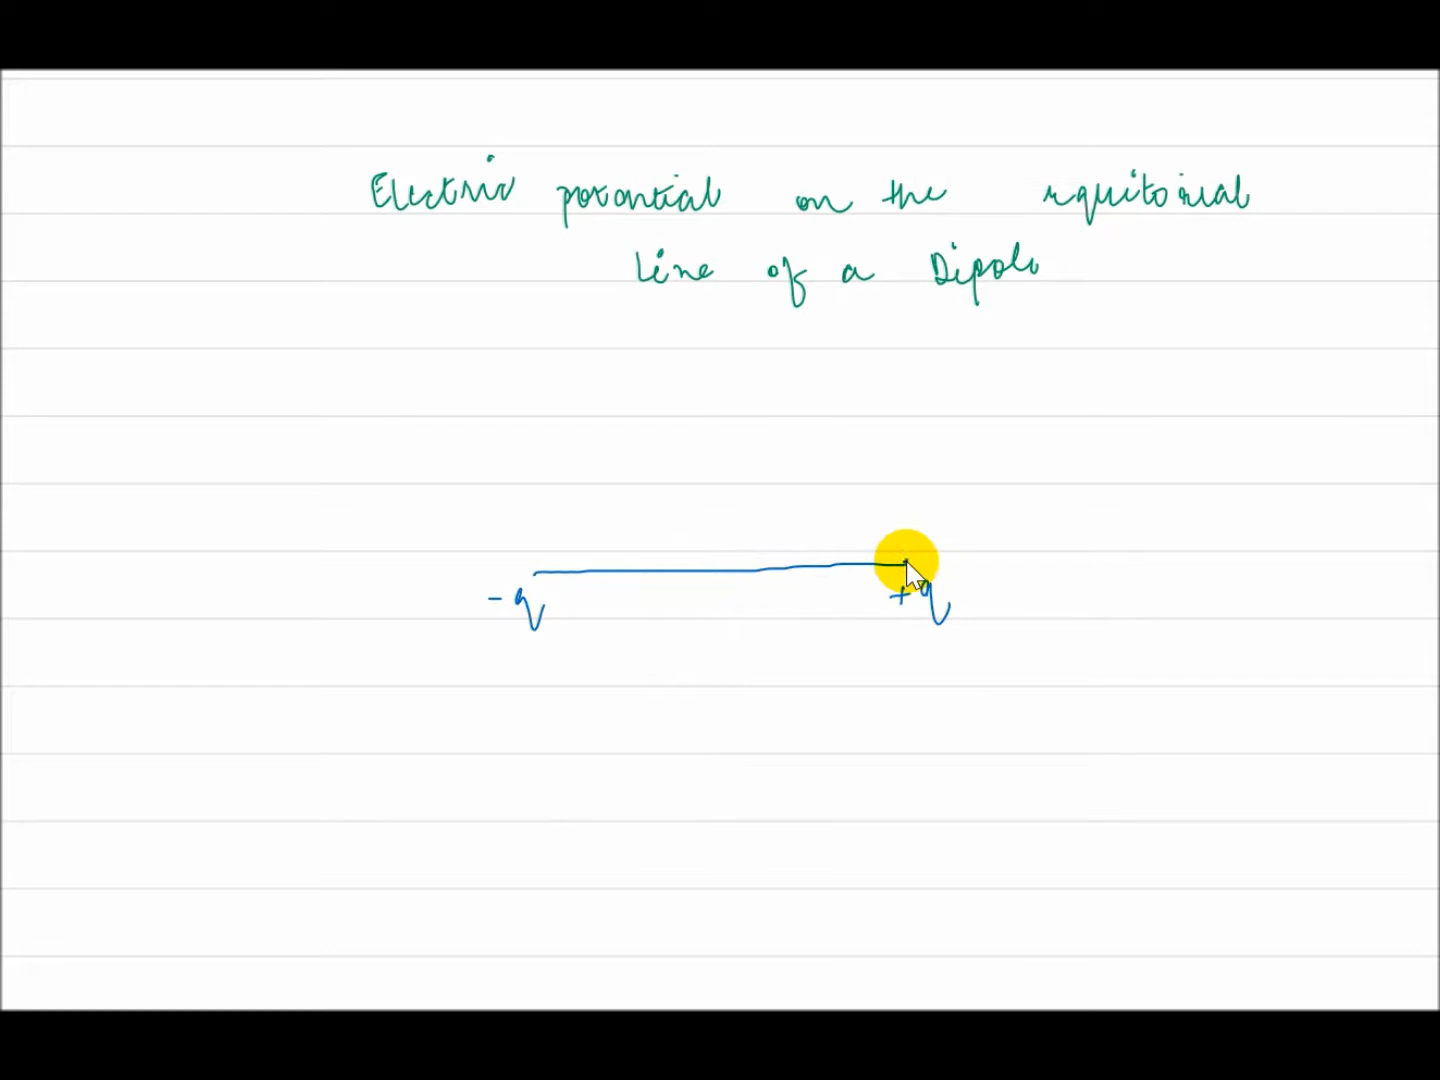 Electric potential on the equitorial
line of a Dipole
- q
+ q